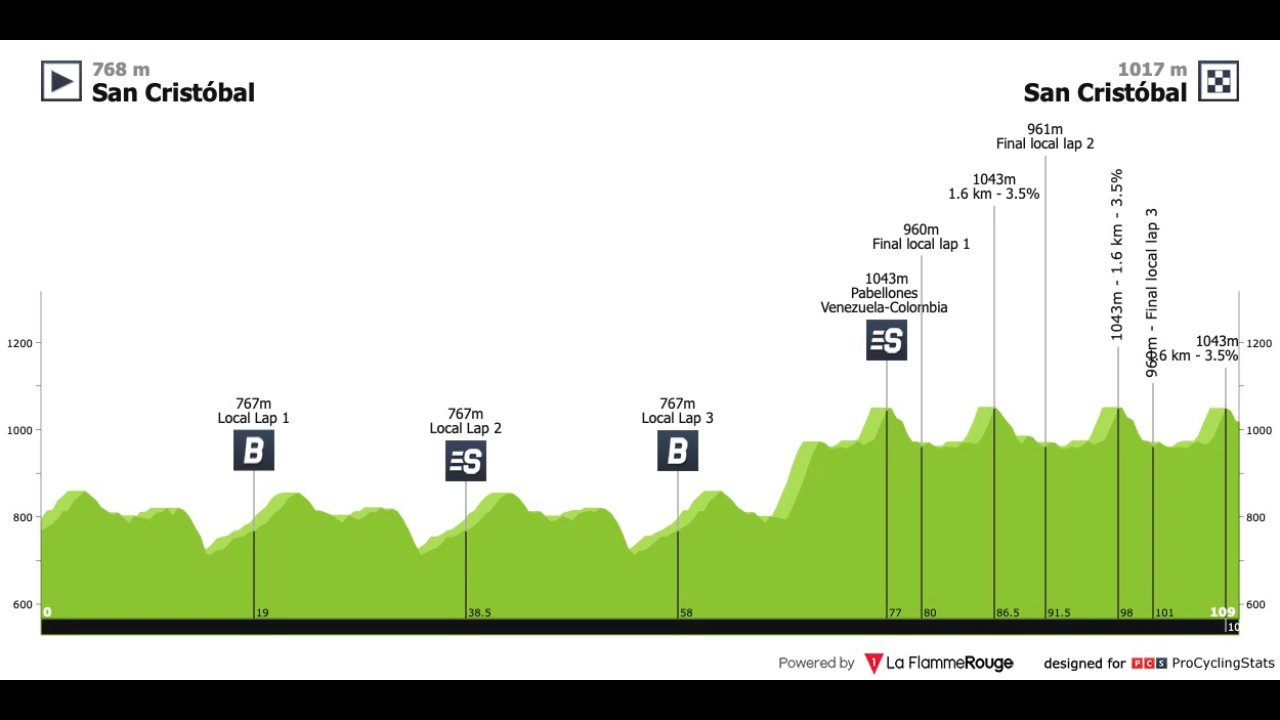 768 m
San Cristóbal
1017 m
San Cristóbal
961m
Final local lap 2
1043m
1.6 km - 3.5%
960m
Final local lap 1
1043m
Pabellones
Venezuela-Colombia
S
1043m - 1.6 km - 3.5%
Final local lap 3
1043m
6 km - 3.5%
767m
Local Lap 1
B
767m
Local Lap 2
S
767m
Local Lap 3
B
1200
1000
800
600
1200
1000
800
600
0
19
38.5
58
77
80
86.5
91.5
98
101
109
10
Powered by
1
La FlammeRouge
designed for
PCS
ProCyclingStats